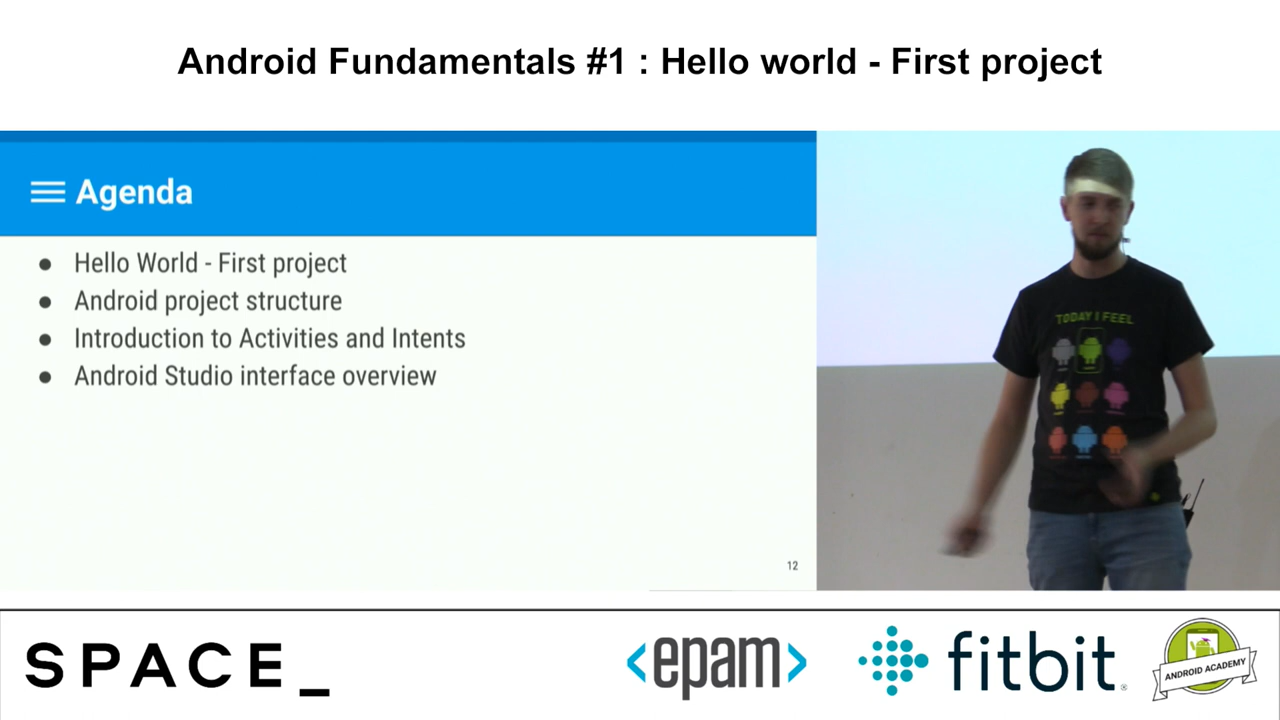 Android Fundamentals #1 : Hello world - First project
Agenda
● Hello World - First project
● Android project structure
● Introduction to Activities and Intents
● Android Studio interface overview
12
TODAY I FEEL
SPACE_
<epam>
fitbit®
ANDROID ACADEMY